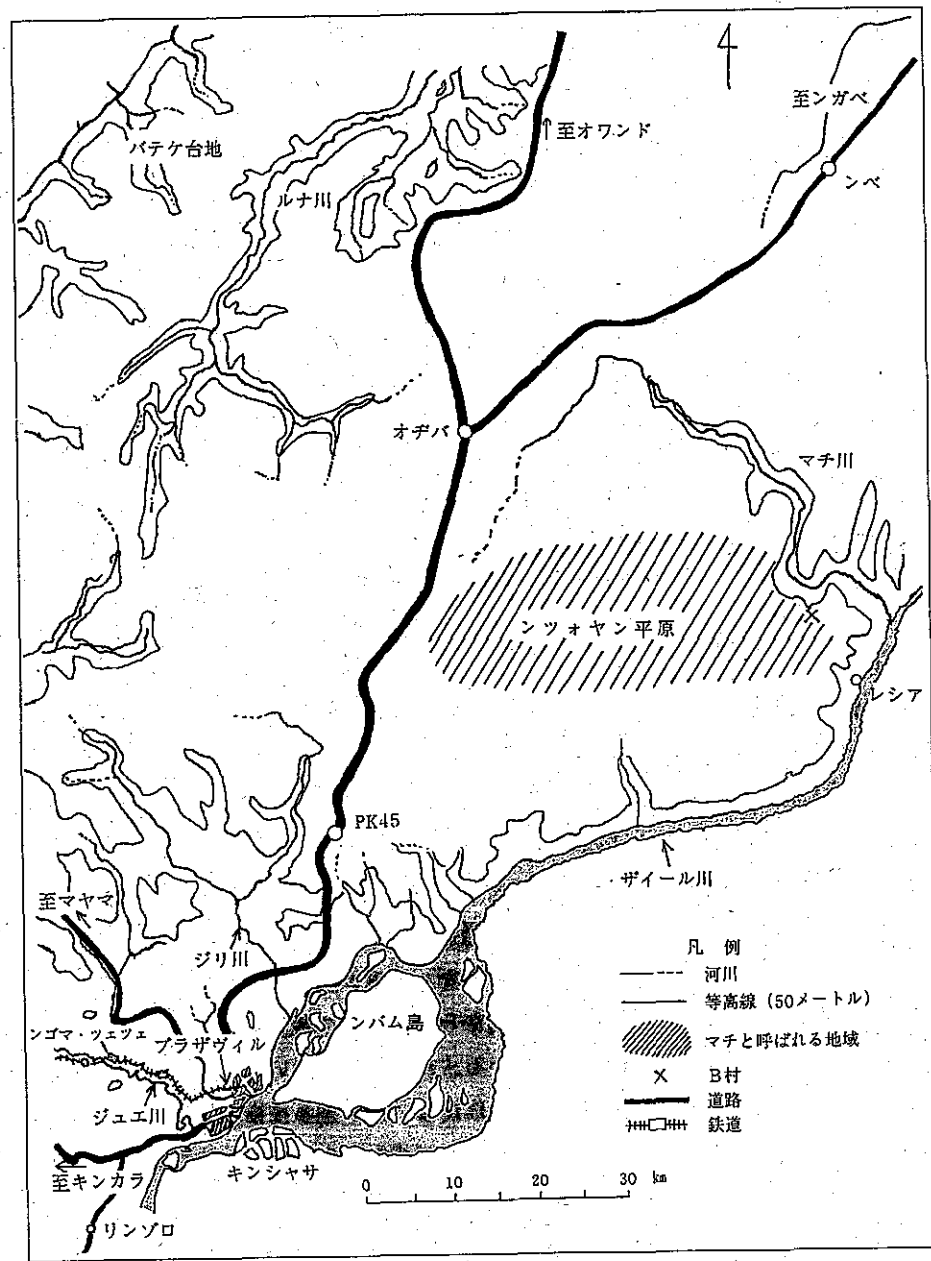 至ンガベ
バテケ台地
ンベ
至オワンド
ルナ川
オヂバ
マチ川
ンツォヤン平原
レシア
PK45
ザイール川
至マヤマ
ジリ川
凡例
河川
等高線 (50メートル)
ンバム島
マチと呼ばれる地域
ンゴマ・ツェツェ
ブラザヴィル
B村
道路
ジュエ川
鉄道
至キンカラ
キンシャサ
0 10 20 30 km
リンゾロ